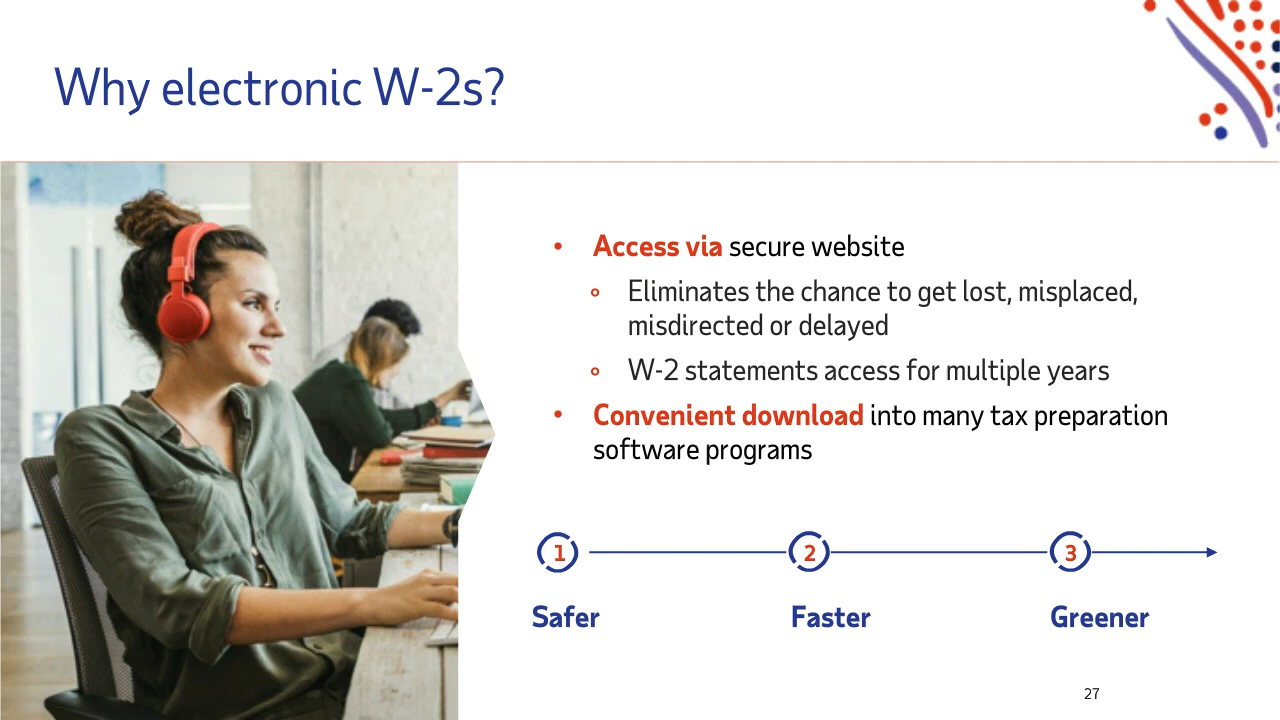 Why electronic W-2s?
• Access via secure website
∘ Eliminates the chance to get lost, misplaced,
misdirected or delayed
∘ W-2 statements access for multiple years
• Convenient download into many tax preparation
software programs
1 2 3
Safer Faster Greener
27